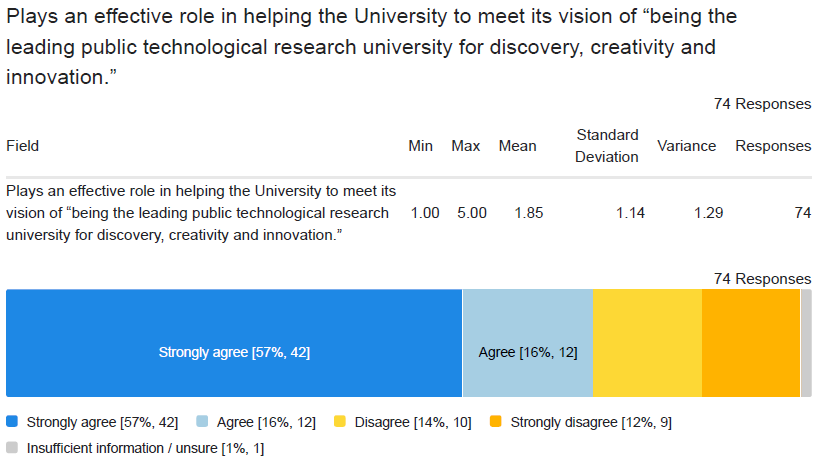 Plays an effective role in helping the University to meet its vision of “being the
leading public technological research university for discovery, creativity and
innovation.”
74 Responses
Field Min Max Mean Standard Deviation Variance Responses
Plays an effective role in helping the University to meet its
vision of “being the leading public technological research 1.00 5.00 1.85 1.14 1.29 74
university for discovery, creativity and innovation.”
74 Responses
Strongly agree [57%, 42] Agree [16%, 12]
Strongly agree [57%, 42] Agree [16%, 12] Disagree [14%, 10] Strongly disagree [12%, 9]
Insufficient information / unsure [1%, 1]